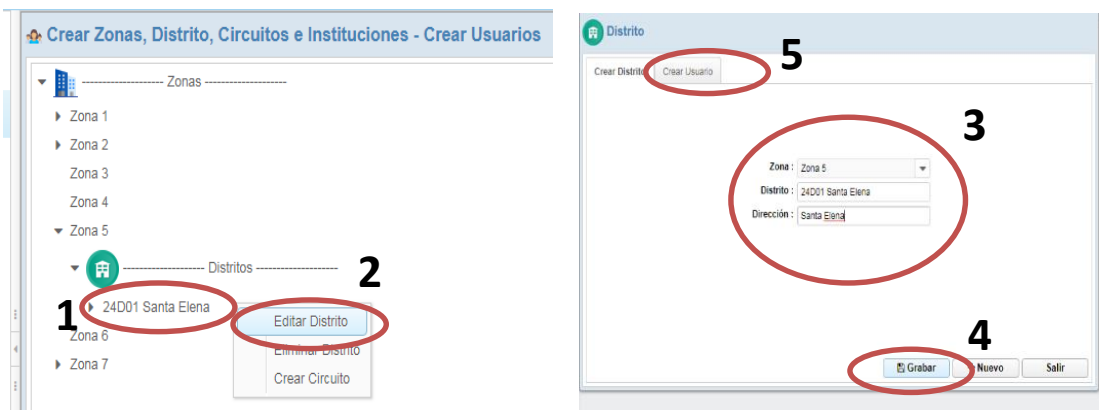 Crear Zonas, Distrito, Circuitos e Instituciones - Crear Usuarios
-------------------- Zonas --------------------
Zona 1
Zona 2
Zona 3
Zona 4
Zona 5
-------------------- Distritos --------------------
2
1
24D01 Santa Elena
Editar Distrito
Zona 6
Eliminar Distrito
Zona 7
Crear Circuito
Distrito
5
Crear Distrito
Crear Usuario
3
Zona : Zona 5
Distrito : 24D01 Santa Elena
Dirección : Santa Elena
4
Grabar
Nuevo
Salir